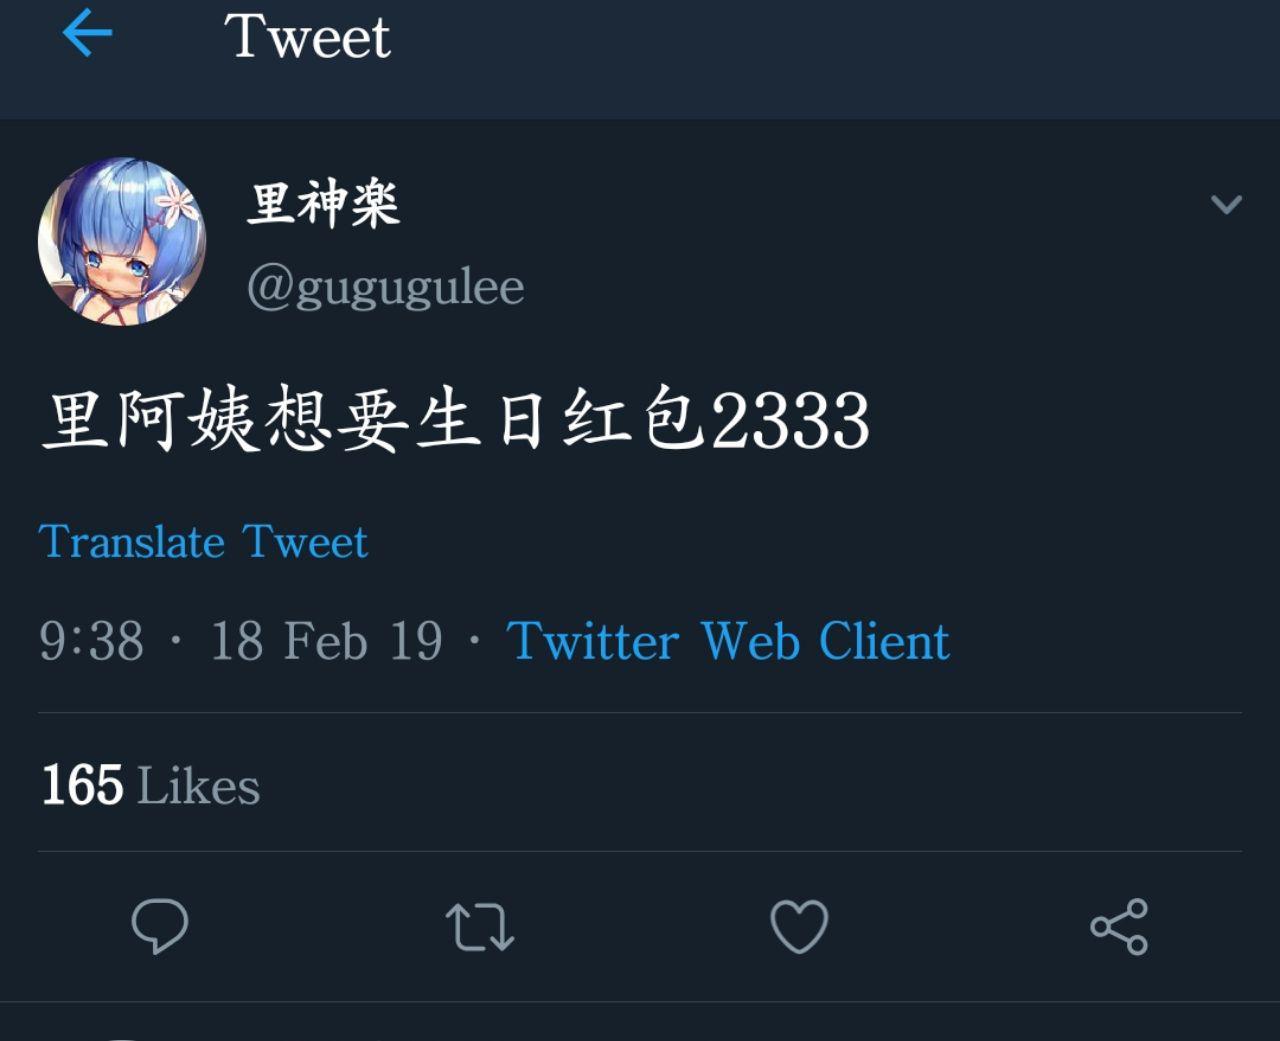 Tweet
里神楽
@gugugulee
里阿姨想要生日红包2333
Translate Tweet
9:38 · 18 Feb 19 · Twitter Web Client
165 Likes